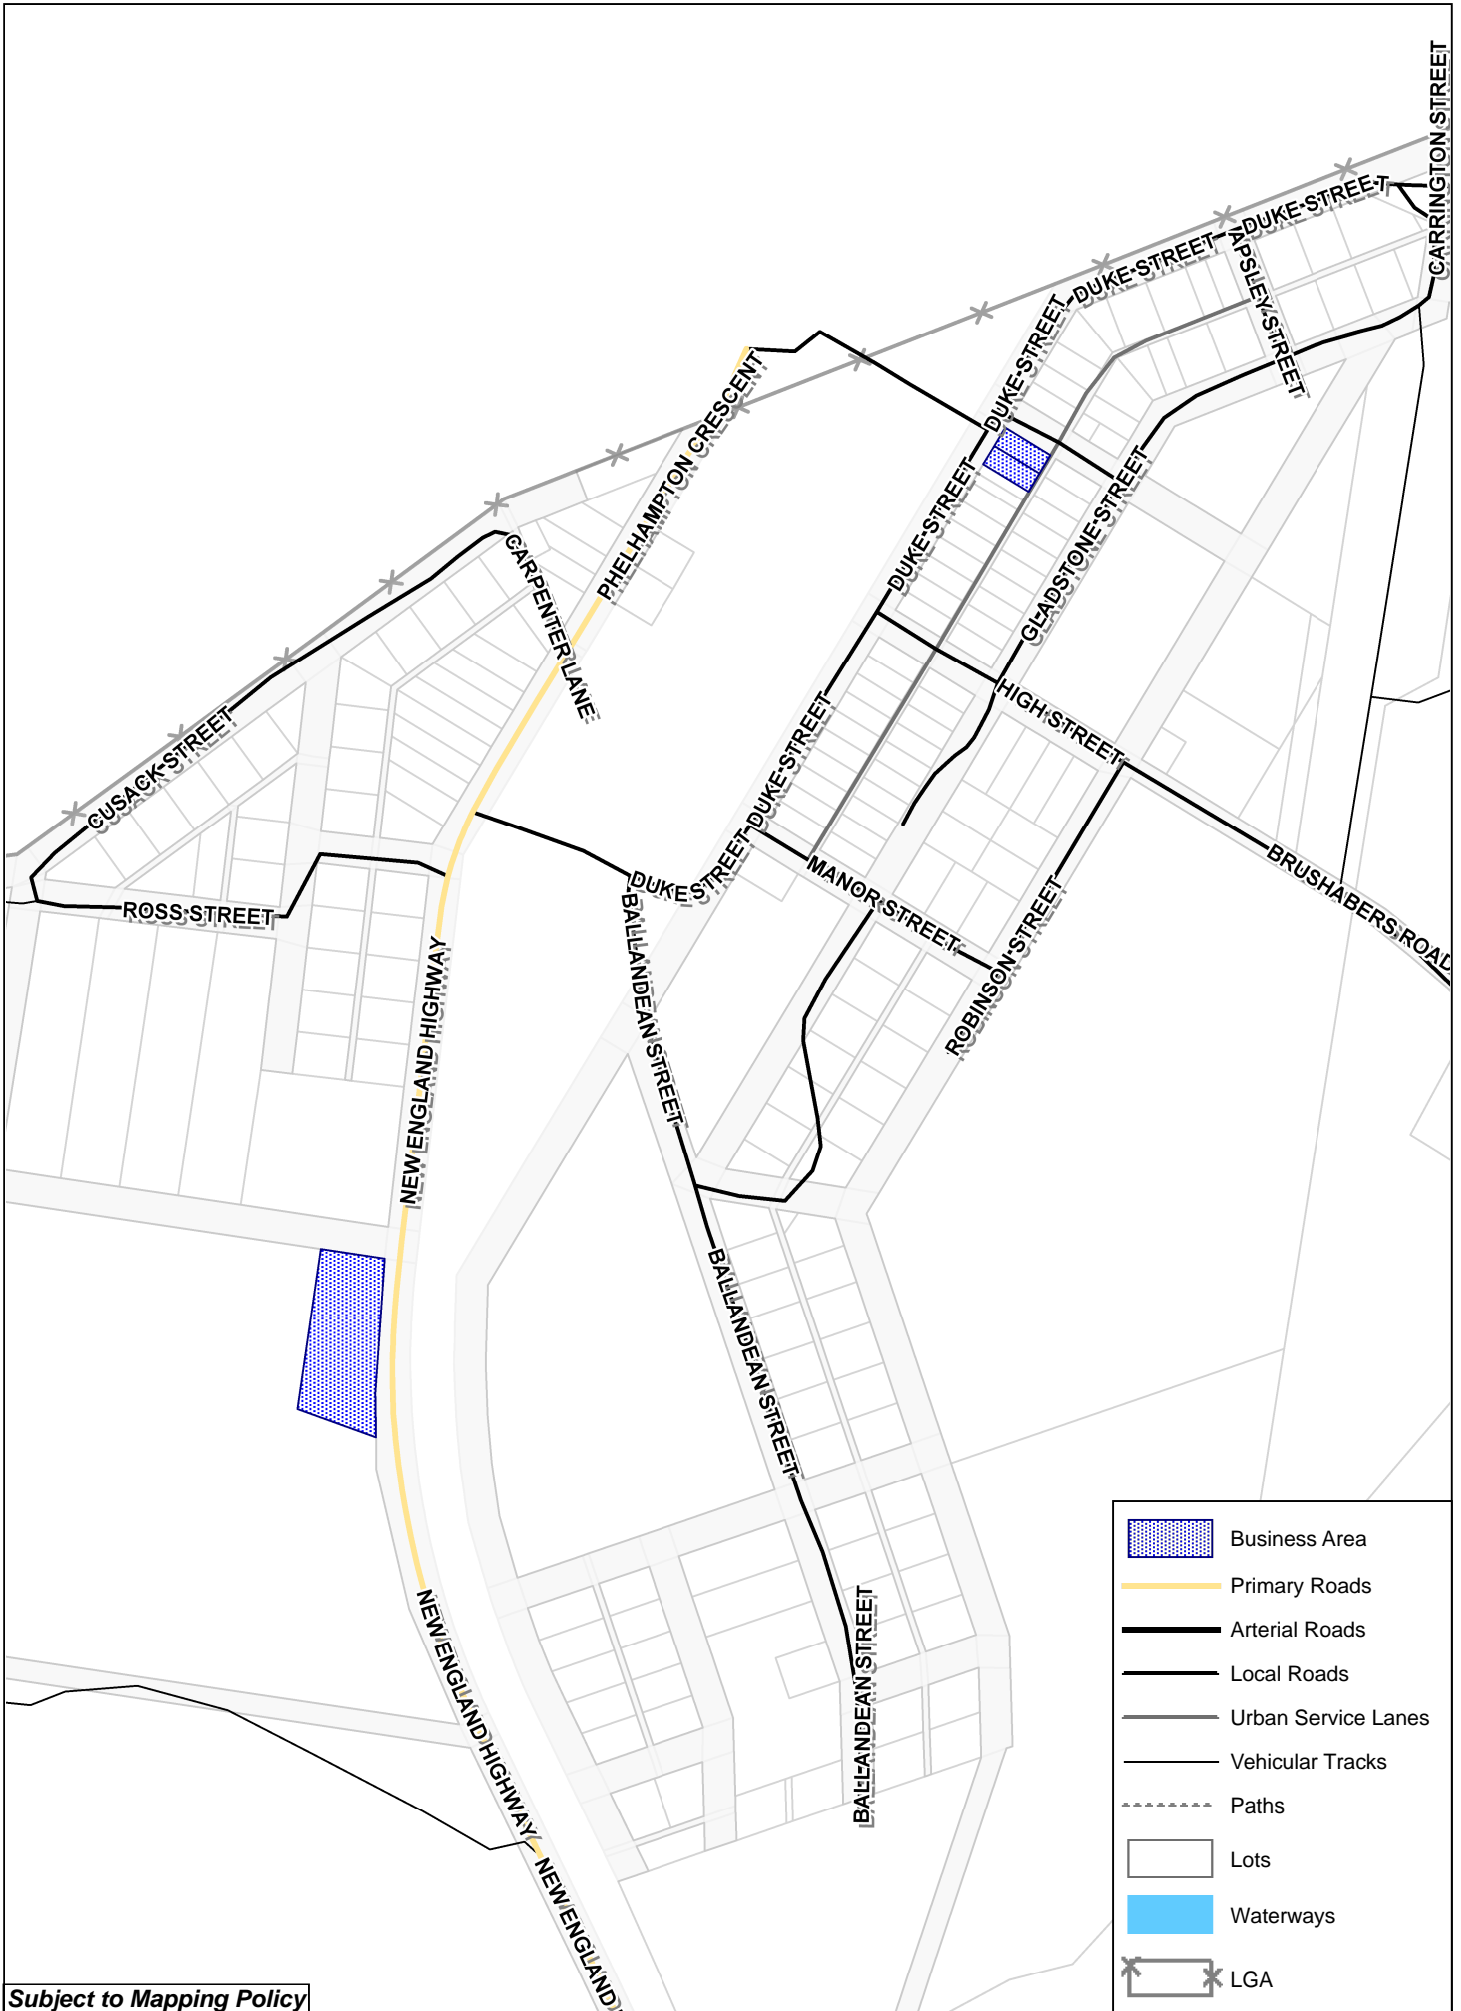 CARRINGTON STREET
DUKE STREET
DUKE STREET
APSLEY STREET
DUKE STREET
PHELHAMPTON CRESCENT
DUKE STREET
GLADSTONE STREET
CARPENTER LANE
HIGH STREET
CUSACK STREET
DUKE STREET
BRUSHABERS ROAD
DUKE STREET
MANOR STREET
ROSS STREET
BALLANDEAN STREET
ROBINSON STREET
NEW ENGLAND HIGHWAY
BALLANDEAN STREET
BALLANDEAN STREET
NEW ENGLAND HIGHWAY
NEW ENGLAND
Business Area
Primary Roads
Arterial Roads
Local Roads
Urban Service Lanes
Vehicular Tracks
Paths
Lots
Waterways
LGA
Subject to Mapping Policy